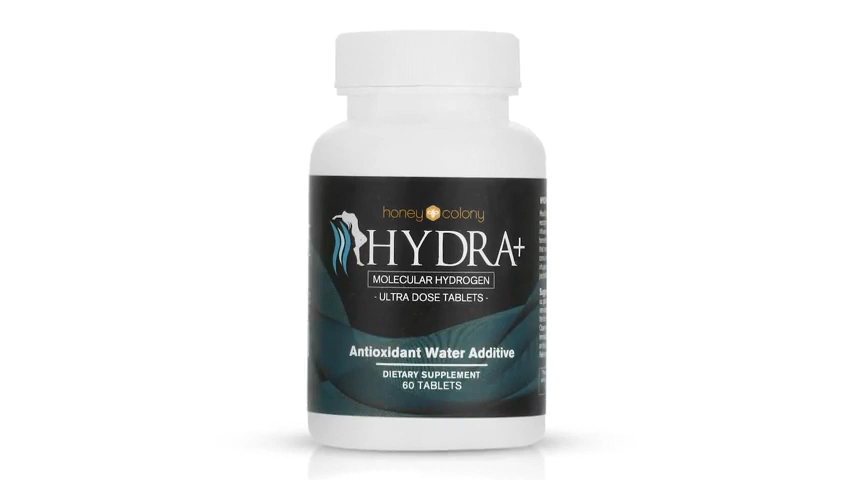 honey colony
HYDRA+
MOLECULAR HYDROGEN
- ULTRA DOSE TABLETS -
Antioxidant Water Additive
DIETARY SUPPLEMENT
60 TABLETS